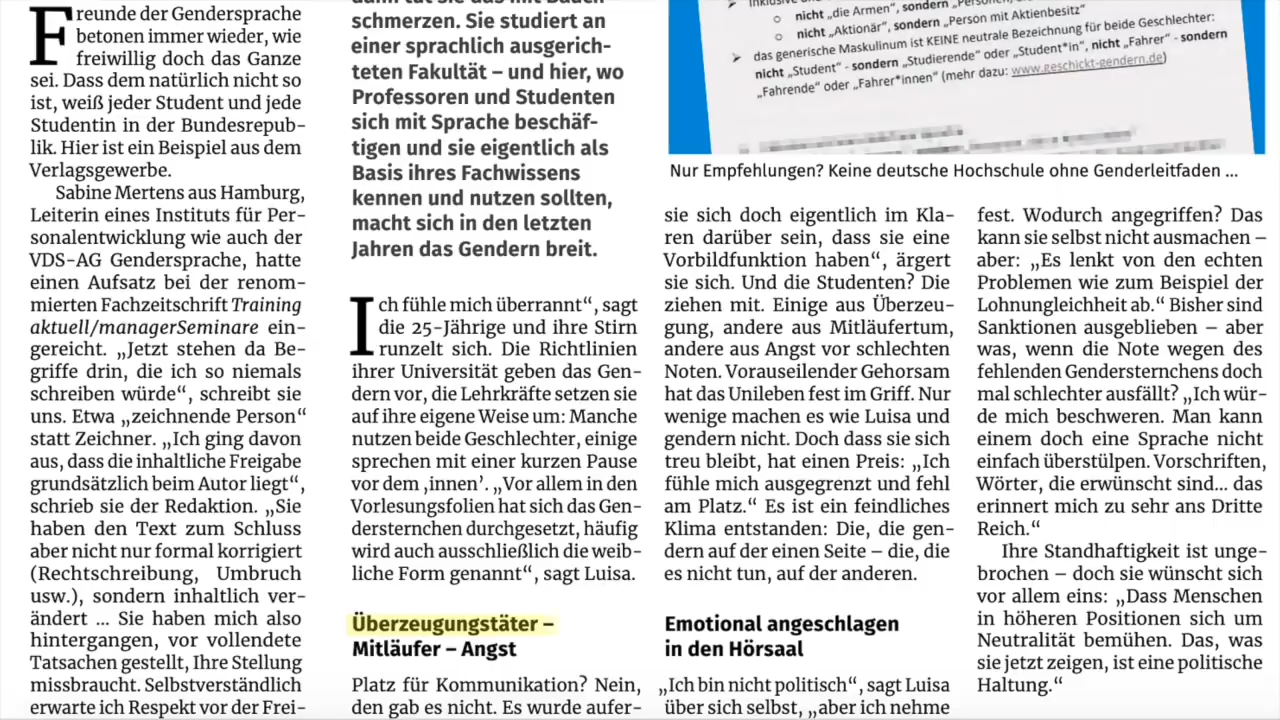 Freunde der Gendersprache
betonen immer wieder, wie
freiwillig doch das Ganze
sei. Dass dem natürlich nicht so
ist, weiß jeder Student und jede
Studentin in der Bundesrepub-
lik. Hier ist ein Beispiel aus dem
Verlagsgewerbe.
Sabine Mertens aus Hamburg,
Leiterin eines Instituts für Per-
sonalentwicklung wie auch der
VDS-AG Gendersprache, hatte
einen Aufsatz bei der renom-
mierten Fachzeitschrift Training
aktuell/managerSeminare ein-
gereicht. „Jetzt stehen da Be-
griffe drin, die ich so niemals
schreiben würde“, schreibt sie
uns. Etwa „zeichnende Person“
statt Zeichner. „Ich ging davon
aus, dass die inhaltliche Freigabe
grundsätzlich beim Autor liegt“,
schrieb sie der Redaktion. „Sie
haben den Text zum Schluss
aber nicht nur formal korrigiert
(Rechtschreibung, Umbruch
usw.), sondern inhaltlich ver-
ändert ... Sie haben mich also
hintergangen, vor vollendete
Tatsachen gestellt, Ihre Stellung
missbraucht. Selbstverständlich
erwarte ich Respekt vor der Frei-
dann tat sie das mit Bauch-
schmerzen. Sie studiert an
einer sprachlich ausgerich-
teten Fakultät – und hier, wo
Professoren und Studenten
sich mit Sprache beschäf-
tigen und sie eigentlich als
Basis ihres Fachwissens
kennen und nutzen sollten,
macht sich in den letzten
Jahren das Gendern breit.
Ich fühle mich überrannt“, sagt
die 25-Jährige und ihre Stirn
runzelt sich. Die Richtlinien
ihrer Universität geben das Gen-
dern vor, die Lehrkräfte setzen sie
auf ihre eigene Weise um: Manche
nutzen beide Geschlechter, einige
sprechen mit einer kurzen Pause
vor dem ‚innen’. „Vor allem in den
Vorlesungsfolien hat sich das Gen-
dersternchen durchgesetzt, häufig
wird auch ausschließlich die weib-
liche Form genannt“, sagt Luisa.
Überzeugungstäter –
Mitläufer – Angst
Platz für Kommunikation? Nein,
den gab es nicht. Es wurde aufer-
nicht „die Armen“, sondern
nicht „Aktionär“, sondern „Person mit Aktienbesitz“
das generische Maskulinum ist KEINE neutrale Bezeichnung für beide Geschlechter:
nicht „Student“ - sondern „Studierende“ oder „Student*in“, nicht „Fahrer“ - sondern
„Fahrende“ oder „Fahrer*innen“ (mehr dazu: www.geschickt-gendern.de)
Nur Empfehlungen? Keine deutsche Hochschule ohne Genderleitfaden ...
sie sich doch eigentlich im Kla-
ren darüber sein, dass sie eine
Vorbildfunktion haben“, ärgert
sie sich. Und die Studenten? Die
ziehen mit. Einige aus Überzeu-
gung, andere aus Mitläufertum,
andere aus Angst vor schlechten
Noten. Vorauseilender Gehorsam
hat das Unileben fest im Griff. Nur
wenige machen es wie Luisa und
gendern nicht. Doch dass sie sich
treu bleibt, hat einen Preis: „Ich
fühle mich ausgegrenzt und fehl
am Platz.“ Es ist ein feindliches
Klima entstanden: Die, die gen-
dern auf der einen Seite – die, die
es nicht tun, auf der anderen.
Emotional angeschlagen
in den Hörsaal
„Ich bin nicht politisch“, sagt Luisa
über sich selbst, „aber ich nehme
fest. Wodurch angegriffen? Das
kann sie selbst nicht ausmachen –
aber: „Es lenkt von den echten
Problemen wie zum Beispiel der
Lohnungleichheit ab.“ Bisher sind
Sanktionen ausgeblieben – aber
was, wenn die Note wegen des
fehlenden Gendersternchens doch
mal schlechter ausfällt? „Ich wür-
de mich beschweren. Man kann
einem doch eine Sprache nicht
einfach überstülpen. Vorschriften,
Wörter, die erwünscht sind... das
erinnert mich zu sehr ans Dritte
Reich.“
Ihre Standhaftigkeit ist unge-
brochen – doch sie wünscht sich
vor allem eins: „Dass Menschen
in höheren Positionen sich um
Neutralität bemühen. Das, was
sie jetzt zeigen, ist eine politische
Haltung.“